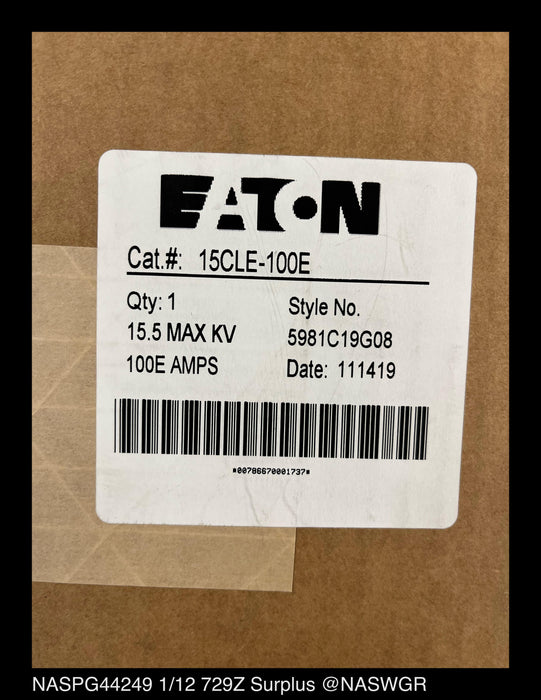 EATON
Cat.#: 15CLE-100E
Qty: 1
Style No.
15.5 MAX KV
5981C19G08
100E AMPS
Date: 111419
*00786670001737*
NASPG44249 1/12 729Z Surplus @NASWGR